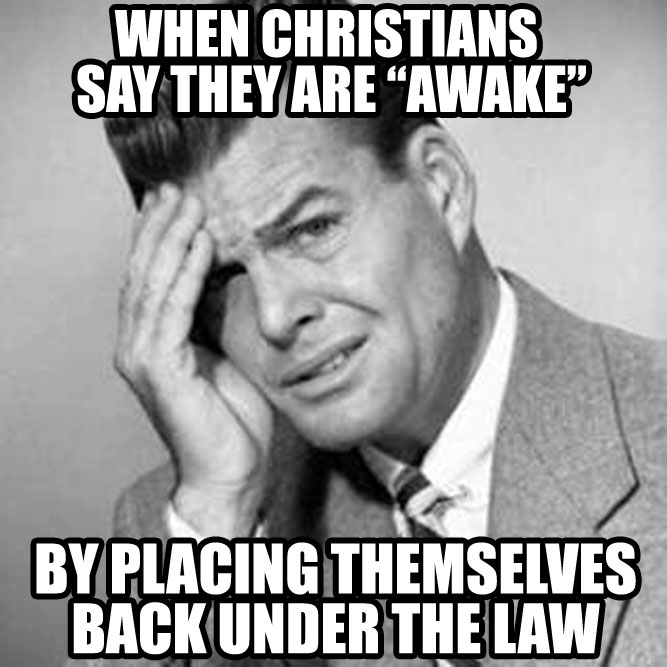 WHEN CHRISTIANS
SAY THEY ARE “AWAKE”
BY PLACING THEMSELVES
BACK UNDER THE LAW